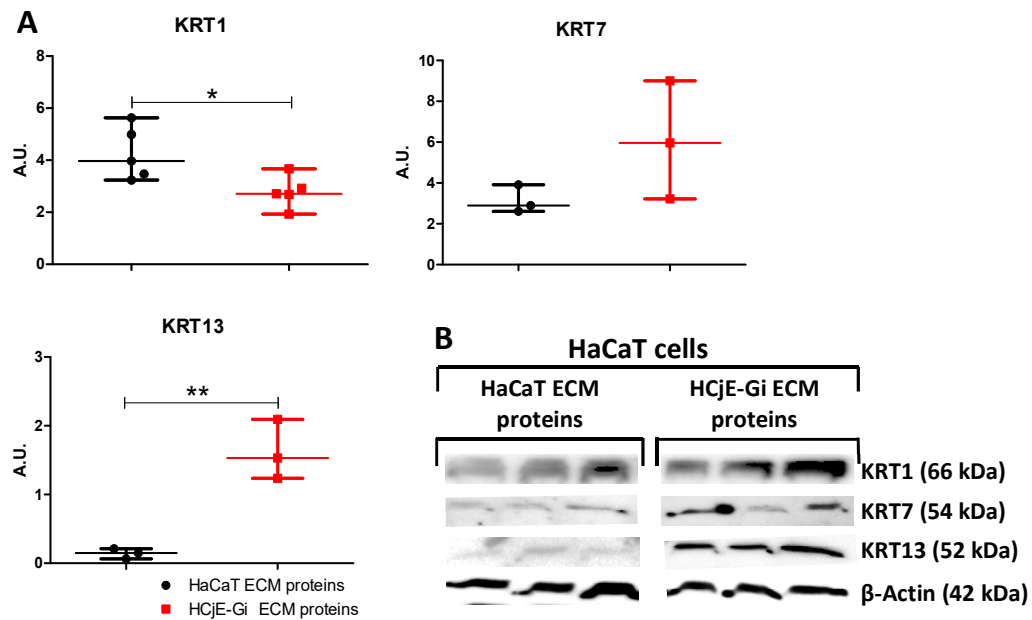 A
KRT1
8
6
4
2
0
A.U.
*
KRT7
10
8
6
4
2
0
A.U.
KRT13
3
2
1
0
A.U.
**
HaCaT ECM proteins
HCjE-Gi ECM proteins
B
HaCaT cells
HaCaT ECM
proteins
HCjE-Gi ECM
proteins
KRT1 (66 kDa)
KRT7 (54 kDa)
KRT13 (52 kDa)
β-Actin (42 kDa)